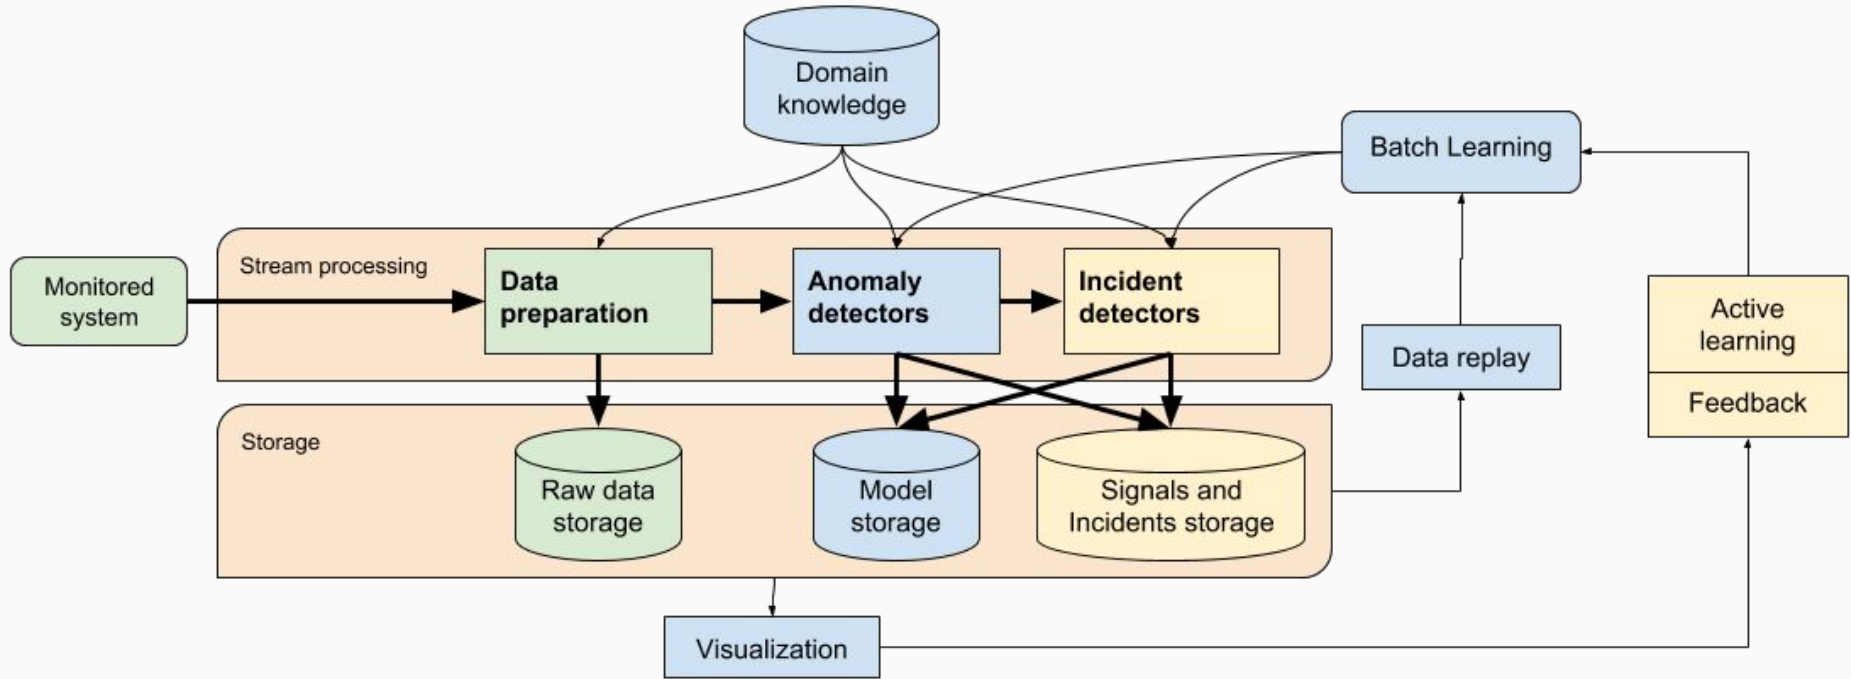 Domain
knowledge
Batch Learning
Stream processing
Monitored
system
Data
preparation
Anomaly
detectors
Incident
detectors
Active
learning
Feedback
Data replay
Storage
Raw data
storage
Model
storage
Signals and
Incidents storage
Visualization